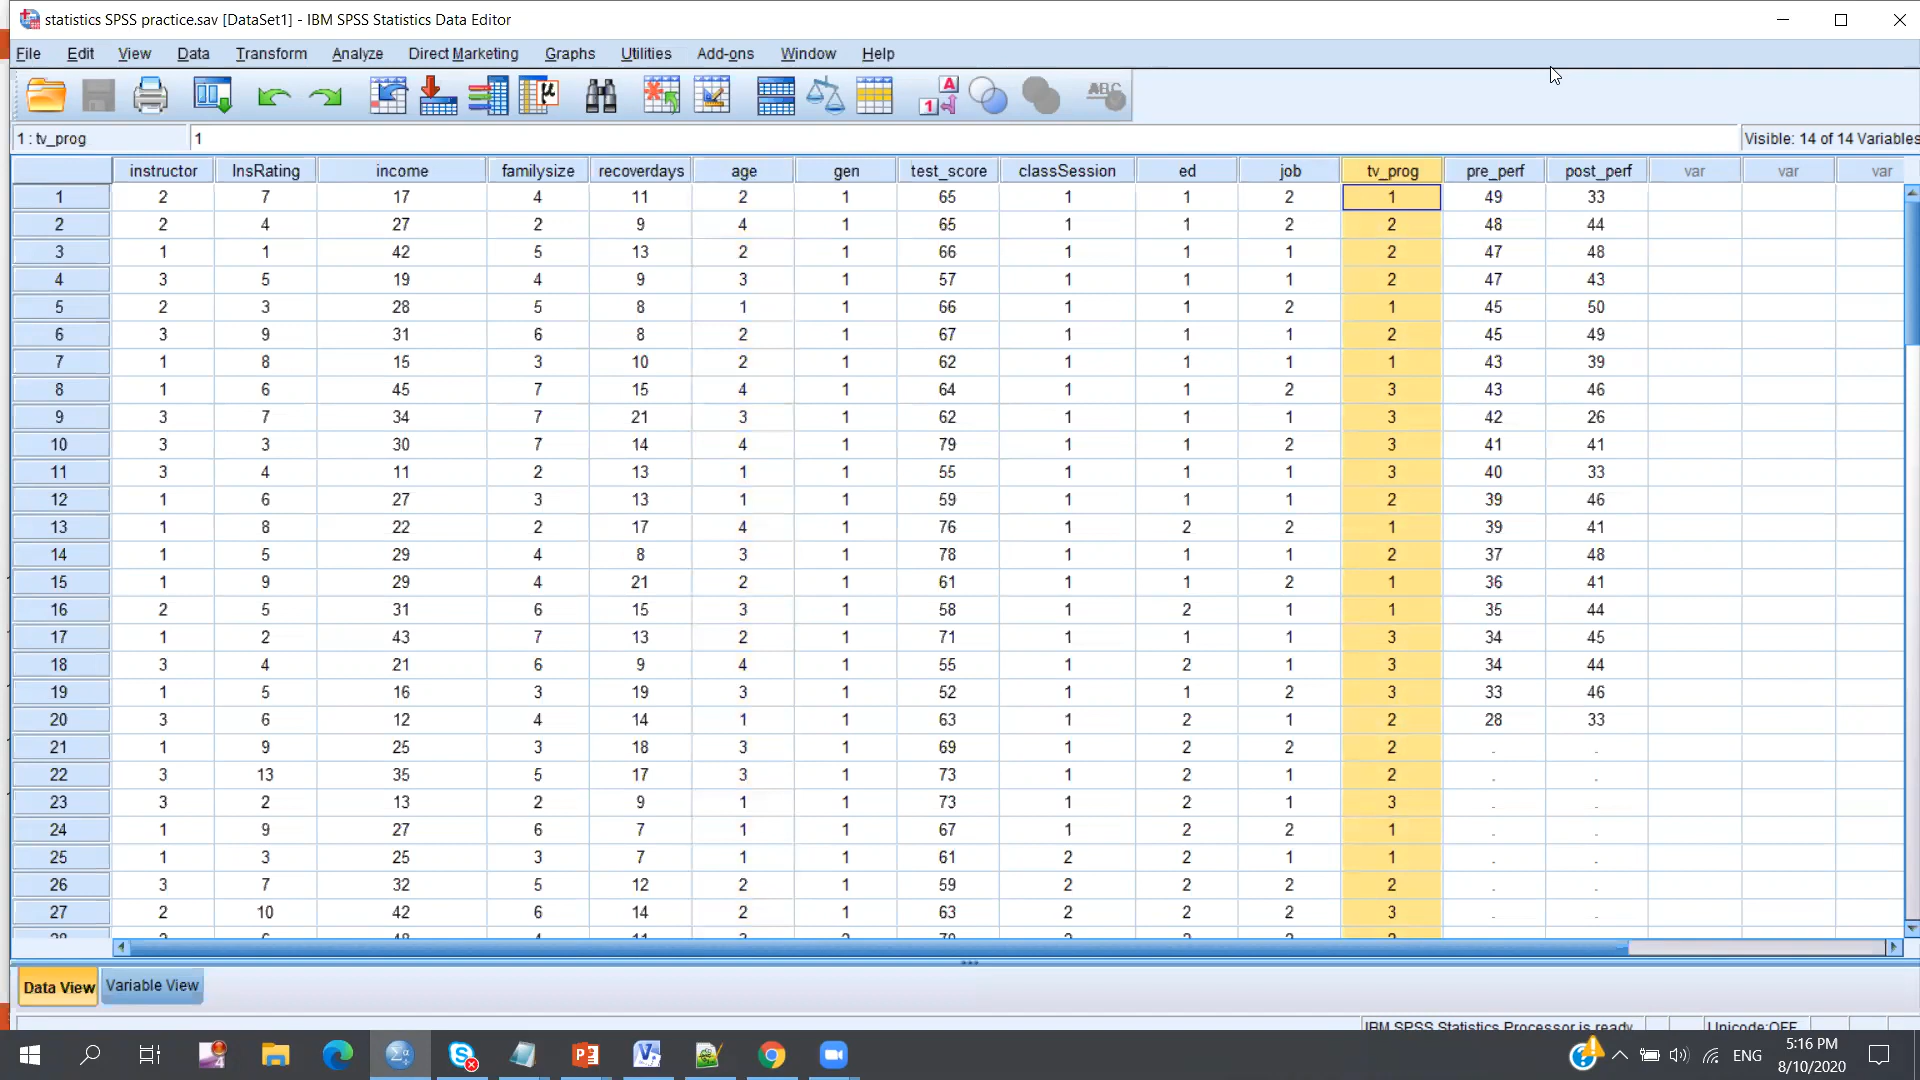 statistics SPSS practice.sav [DataSet1] - IBM SPSS Statistics Data Editor
File Edit View Data Transform Analyze Direct Marketing Graphs Utilities Add-ons Window Help
1 : tv_prog 1 Visible: 14 of 14 Variables
instructor InsRating income familysize recoverdays age gen test_score classSession ed job tv_prog pre_perf post_perf var var var
1 2 7 17 4 11 2 1 65 1 1 2 1 49 33
2 2 4 27 2 9 4 1 65 1 1 2 2 48 44
3 1 1 42 5 13 2 1 66 1 1 1 2 47 48
4 3 5 19 4 9 3 1 57 1 1 1 2 47 43
5 2 3 28 5 8 1 1 66 1 1 2 1 45 50
6 3 9 31 6 8 2 1 67 1 1 1 2 45 49
7 1 8 15 3 10 2 1 62 1 1 1 1 43 39
8 1 6 45 7 15 4 1 64 1 1 2 3 43 46
9 3 7 34 7 21 3 1 62 1 1 1 3 42 26
10 3 3 30 7 14 4 1 79 1 1 2 3 41 41
11 3 4 11 2 13 1 1 55 1 1 1 3 40 33
12 1 6 27 3 13 1 1 59 1 1 1 2 39 46
13 1 8 22 2 17 4 1 76 1 2 2 1 39 41
14 1 5 29 4 8 3 1 78 1 1 1 2 37 48
15 1 9 29 4 21 2 1 61 1 1 2 1 36 41
16 2 5 31 6 15 3 1 58 1 2 1 1 35 44
17 1 2 43 7 13 2 1 71 1 1 1 3 34 45
18 3 4 21 6 9 4 1 55 1 2 1 3 34 44
19 1 5 16 3 19 3 1 52 1 1 2 3 33 46
20 3 6 12 4 14 1 1 63 1 2 1 2 28 33
21 1 9 25 3 18 3 1 69 1 2 2 2 . .
22 3 13 35 5 17 3 1 73 1 2 1 2 . .
23 3 2 13 2 9 1 1 73 1 2 1 3 . .
24 1 9 27 6 7 1 1 67 1 2 2 1 . .
25 1 3 25 3 7 1 1 61 2 2 1 1 . .
26 3 7 32 5 12 2 1 59 2 2 2 2 . .
27 2 10 42 6 14 2 1 63 2 2 2 3 . .
Data View Variable View
IBM SPSS Statistics Processor is ready Unicode:OFF
ENG
5:16 PM
8/10/2020